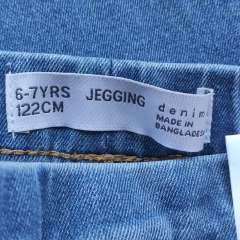 6-7YRS JEGGING
122CM
denim
MADE IN
BANGLADESH